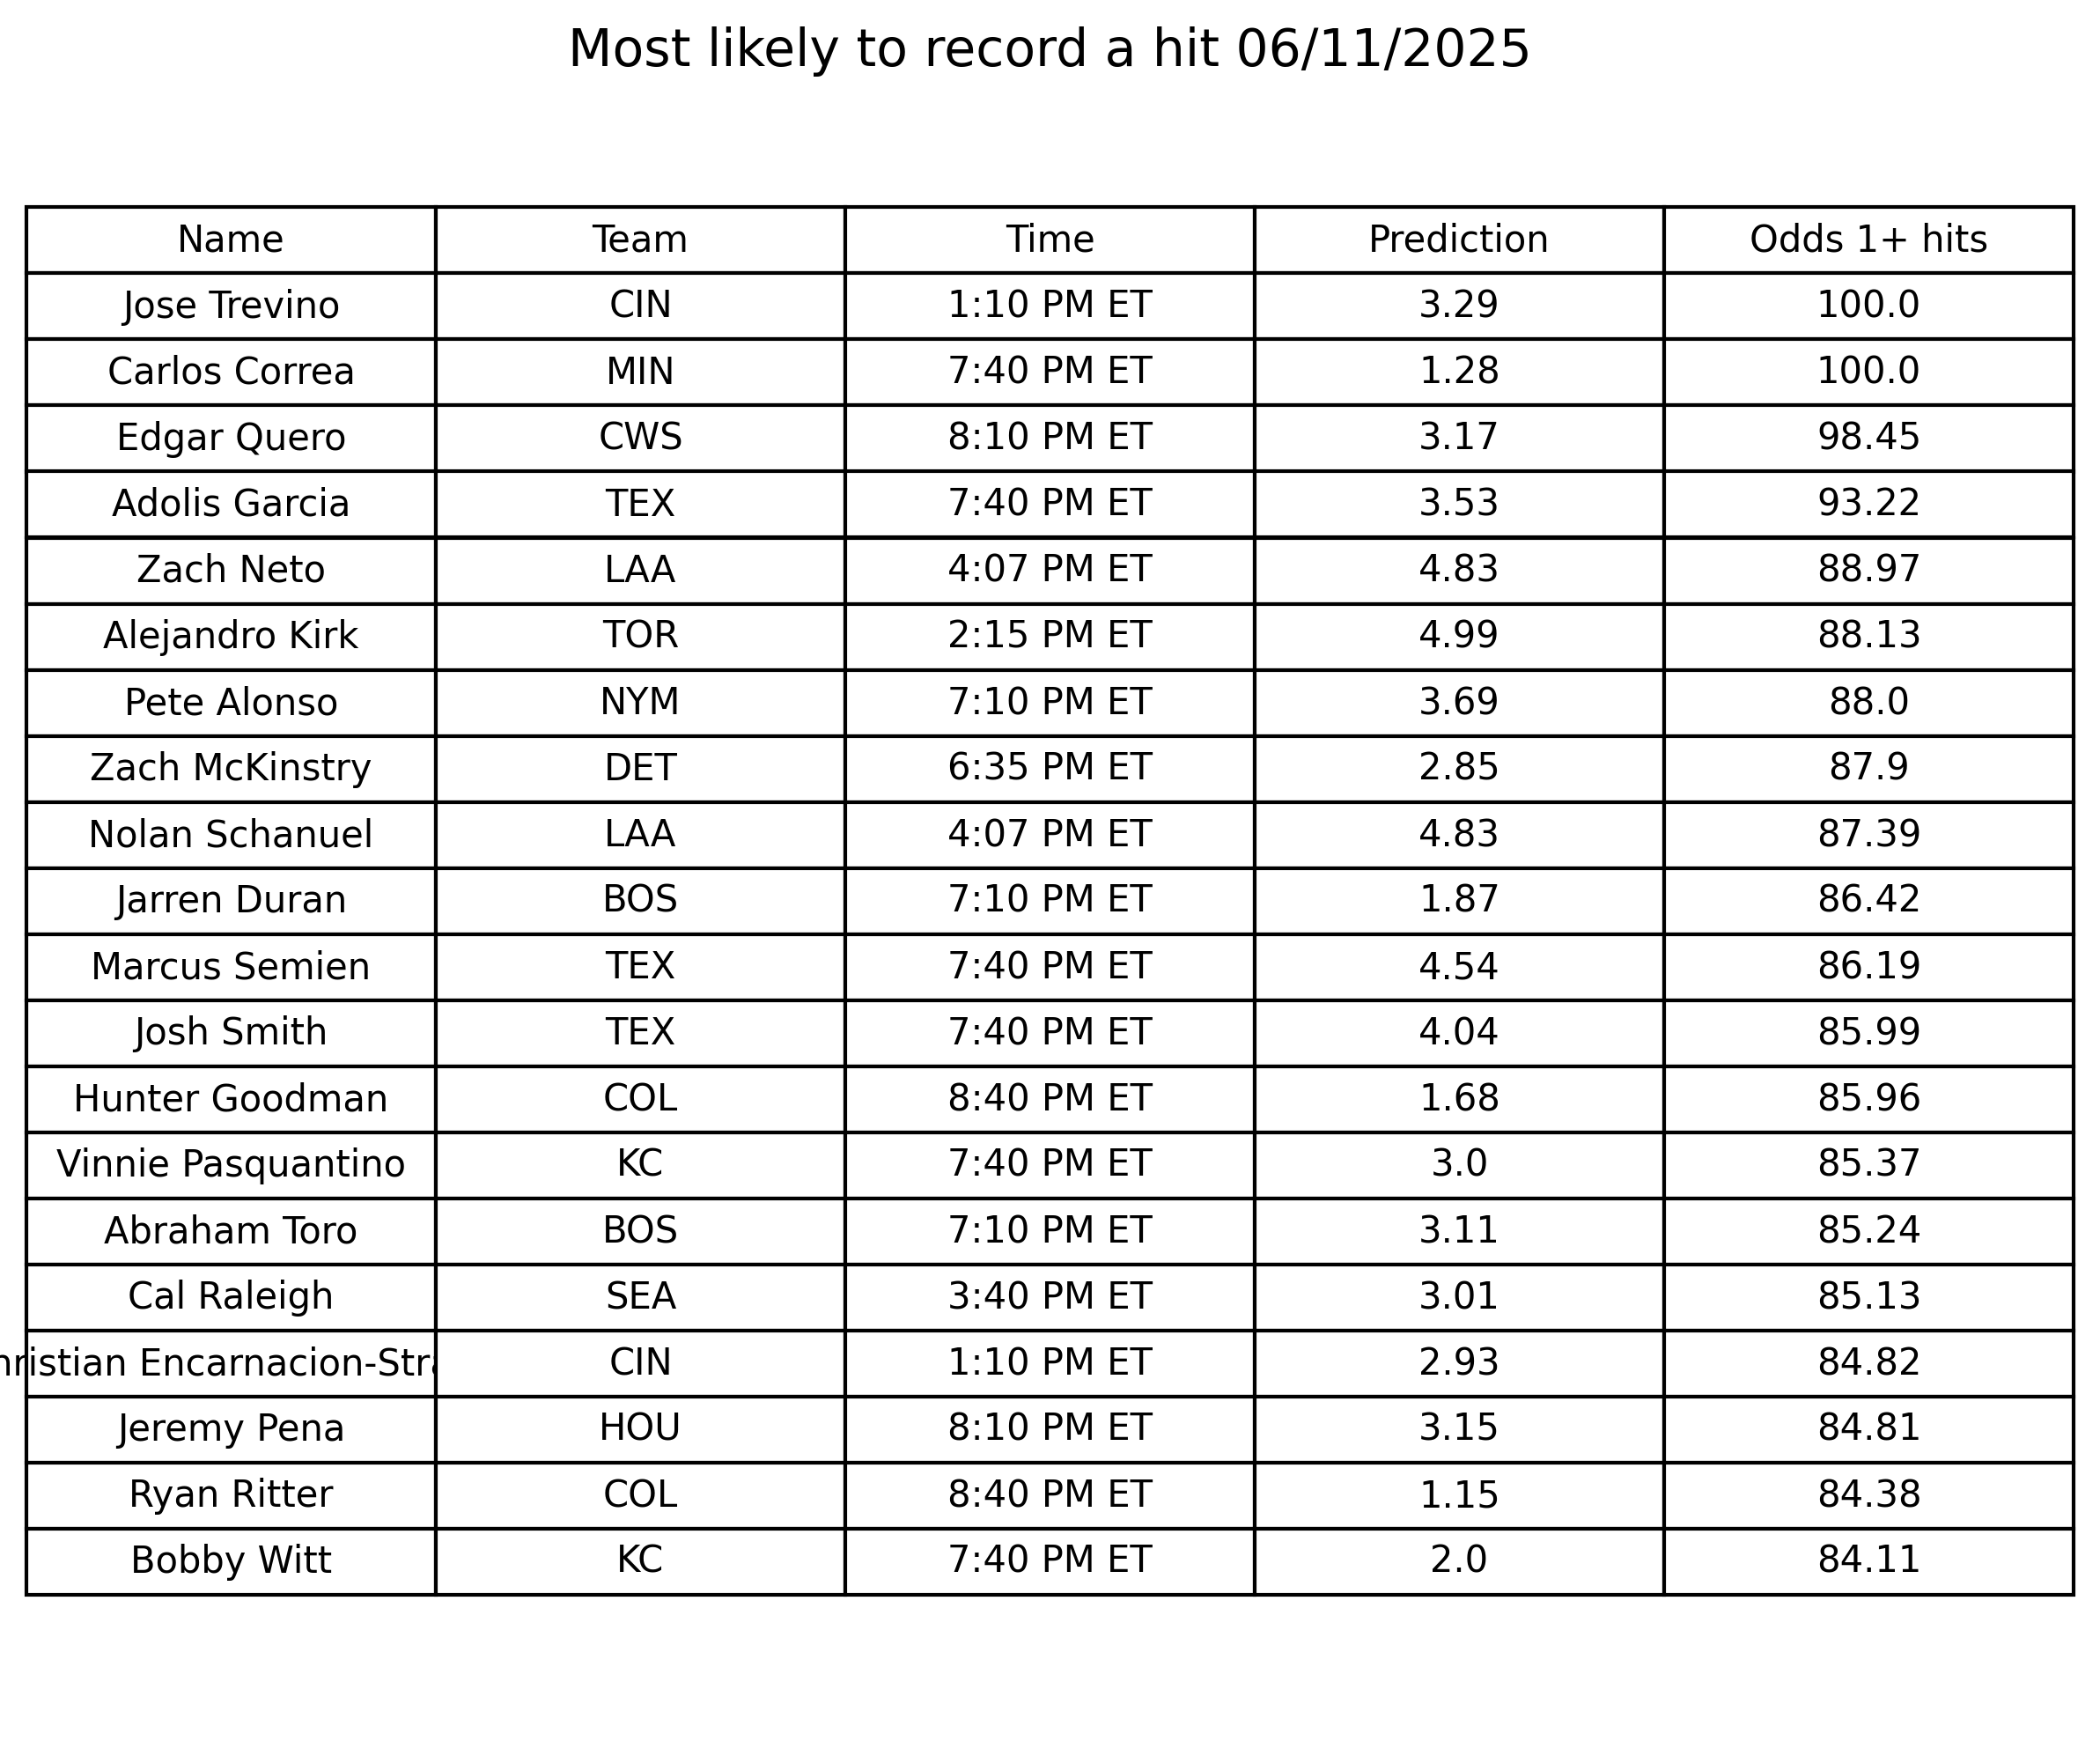 Most likely to record a hit 06/11/2025
Name Team Time Prediction Odds 1+ hits
Jose Trevino CIN 1:10 PM ET 3.29 100.0
Carlos Correa MIN 7:40 PM ET 1.28 100.0
Edgar Quero CWS 8:10 PM ET 3.17 98.45
Adolis Garcia TEX 7:40 PM ET 3.53 93.22
Zach Neto LAA 4:07 PM ET 4.83 88.97
Alejandro Kirk TOR 2:15 PM ET 4.99 88.13
Pete Alonso NYM 7:10 PM ET 3.69 88.0
Zach McKinstry DET 6:35 PM ET 2.85 87.9
Nolan Schanuel LAA 4:07 PM ET 4.83 87.39
Jarren Duran BOS 7:10 PM ET 1.87 86.42
Marcus Semien TEX 7:40 PM ET 4.54 86.19
Josh Smith TEX 7:40 PM ET 4.04 85.99
Hunter Goodman COL 8:40 PM ET 1.68 85.96
Vinnie Pasquantino KC 7:40 PM ET 3.0 85.37
Abraham Toro BOS 7:10 PM ET 3.11 85.24
Cal Raleigh SEA 3:40 PM ET 3.01 85.13
hristian Encarnacion-Stra CIN 1:10 PM ET 2.93 84.82
Jeremy Pena HOU 8:10 PM ET 3.15 84.81
Ryan Ritter COL 8:40 PM ET 1.15 84.38
Bobby Witt KC 7:40 PM ET 2.0 84.11